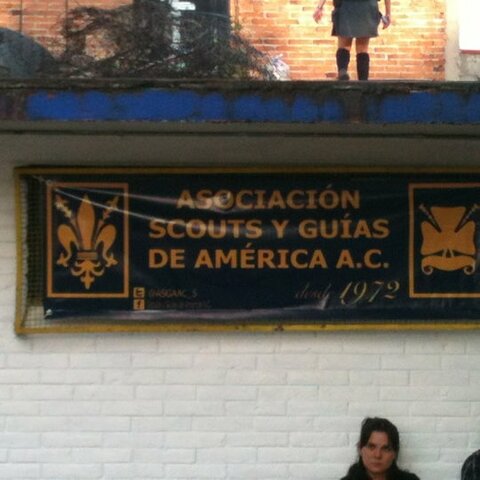 ASOCIACIÓN
SCOUTS Y GUÍAS
DE AMÉRICA A.C.
desde 1972